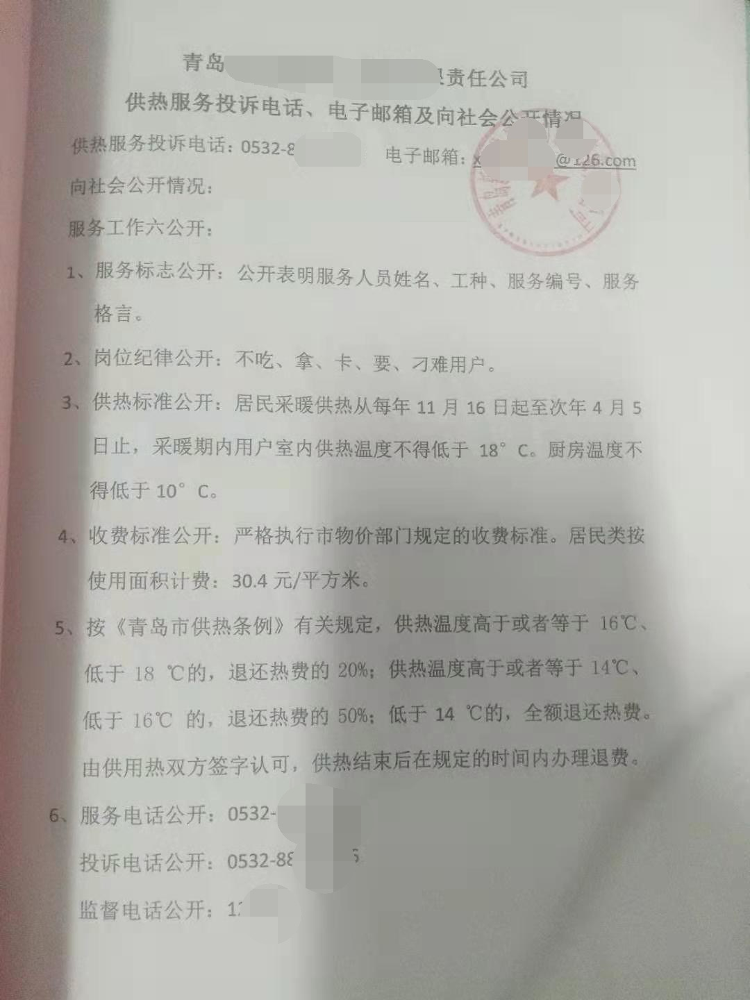 青岛 责任公司
供热服务投诉电话、电子邮箱及向社会公开情况
供热服务投诉电话：0532-8 电子邮箱：x @126.com
向社会公开情况：
服务工作六公开：
1、服务标志公开：公开表明服务人员姓名、工种、服务编号、服务
格言。
2、岗位纪律公开：不吃、拿、卡、要、刁难用户。
3、供热标准公开：居民采暖供热从每年 11 月 16 日起至次年 4 月 5
日止，采暖期内用户室内供热温度不得低于 18°C。厨房温度不
得低于 10°C。
4、收费标准公开：严格执行市物价部门规定的收费标准。居民类按
使用面积计费：30.4 元/平方米。
5、按《青岛市供热条例》有关规定，供热温度高于或者等于 16℃、
低于 18 ℃的，退还热费的 20%；供热温度高于或者等于 14℃、
低于 16℃ 的，退还热费的 50%；低于 14 ℃的，全额退还热费。
由供用热双方签字认可，供热结束后在规定的时间内办理退费。
6、服务电话公开：0532-
投诉电话公开：0532-88
监督电话公开：1